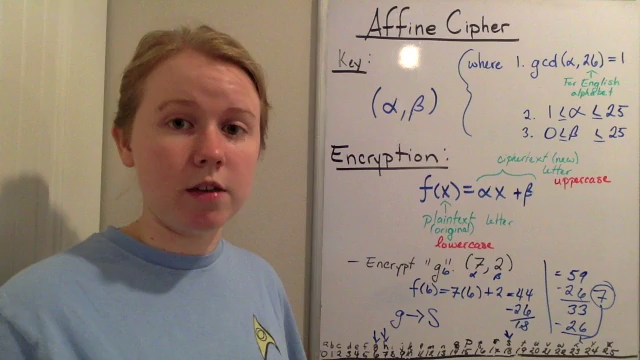 Affine Cipher
Key:
(α, β)
where 1. gcd(α, 26) = 1
For English
alphabet
2. 1 ≤ α ≤ 25
3. 0 ≤ β ≤ 25
Encryption:
ciphertext (new)
letter
uppercase
f(x) = αx + β
plaintext letter
(original)
lowercase
- Encrypt "g" (7, 2)
α β
f(6) = 7(6) + 2 = 44
-26
18
g → S
= 59
-26
33
-26
7